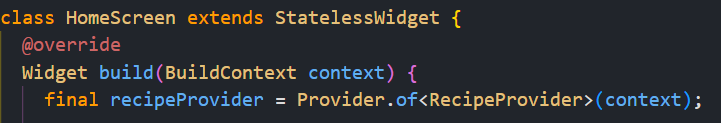 class HomeScreen extends StatelessWidget {
@override
Widget build(BuildContext context) {
final recipeProvider = Provider.of<RecipeProvider>(context);